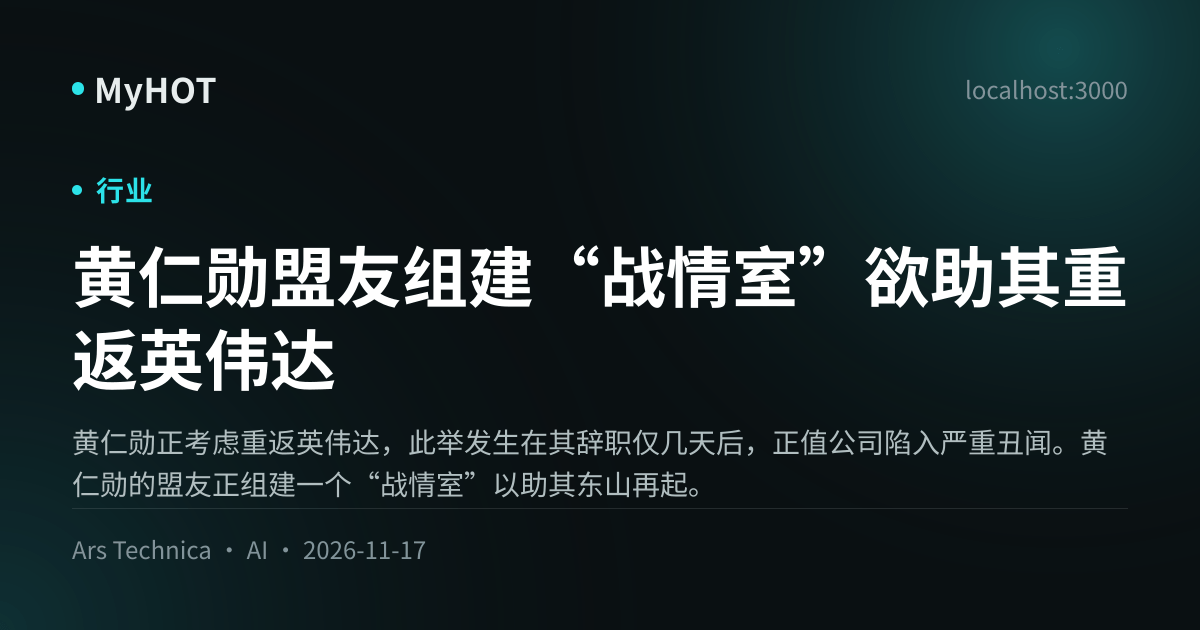 MyHOT
localhost:3000
行业
黄仁勋盟友组建“战情室”欲助其重
返英伟达
黄仁勋正考虑重返英伟达，此举发生在其辞职仅几天后，正值公司陷入严重丑闻。黄
仁勋的盟友正组建一个“战情室”以助其东山再起。
Ars Technica • AI • 2026-11-17